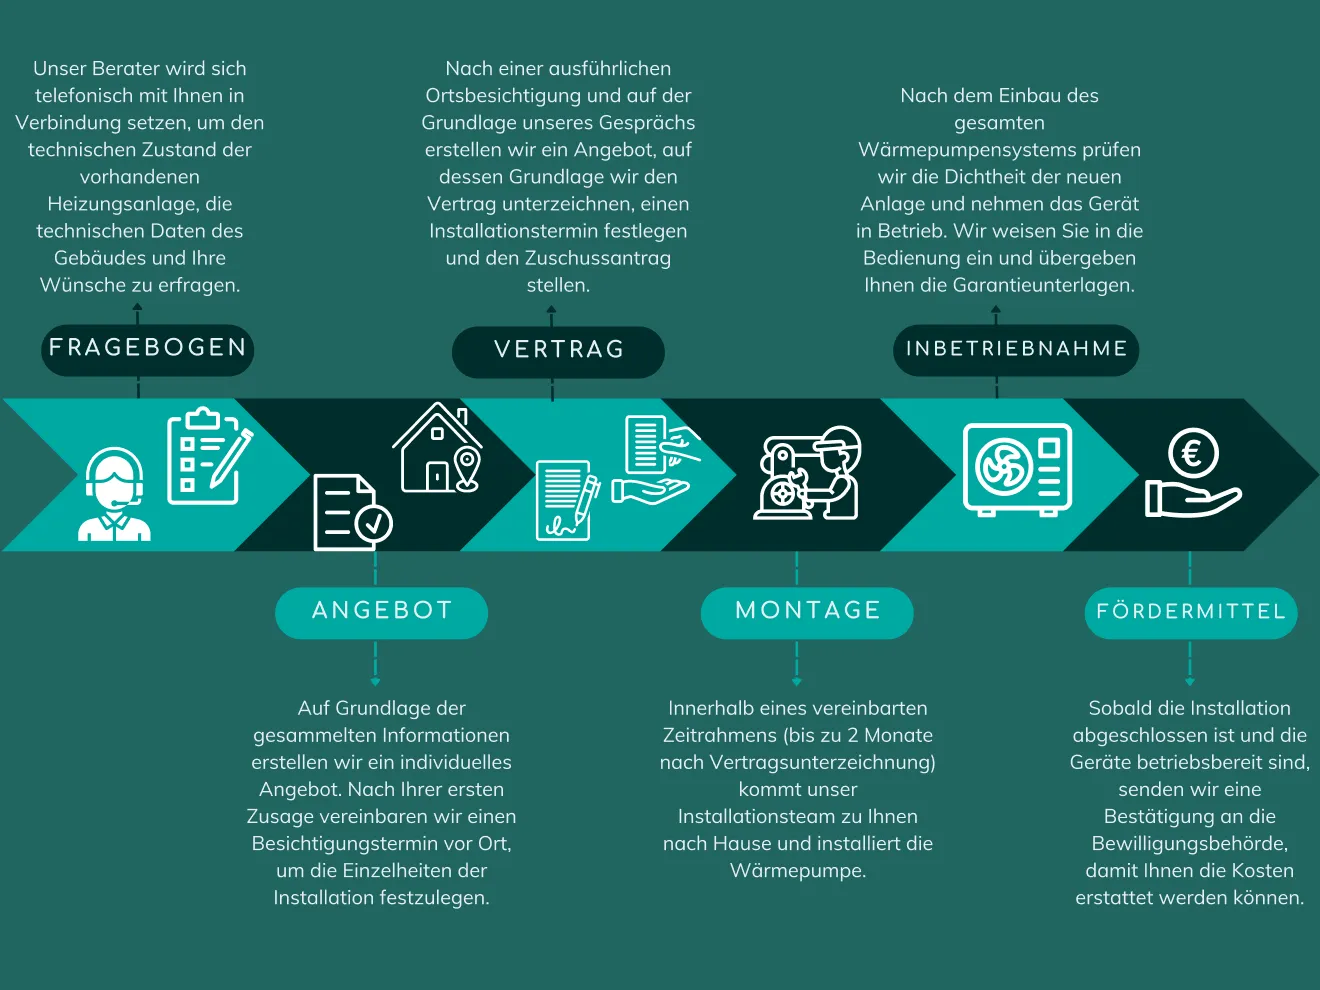 Unser Berater wird sich
telefonisch mit Ihnen in
Verbindung setzen, um den
technischen Zustand der
vorhandenen
Heizungsanlage, die
technischen Daten des
Gebäudes und Ihre
Wünsche zu erfragen.
FRAGEBOGEN
Auf Grundlage der
gesammelten Informationen
erstellen wir ein individuelles
Angebot. Nach Ihrer ersten
Zusage vereinbaren wir einen
Besichtigungstermin vor Ort,
um die Einzelheiten der
Installation festzulegen.
ANGEBOT
Nach einer ausführlichen
Ortsbesichtigung und auf der
Grundlage unseres Gesprächs
erstellen wir ein Angebot, auf
dessen Grundlage wir den
Vertrag unterzeichnen, einen
Installationstermin festlegen
und den Zuschussantrag
stellen.
VERTRAG
MONTAGE
Innerhalb eines vereinbarten
Zeitrahmens (bis zu 2 Monate
nach Vertragsunterzeichnung)
kommt unser
Installationsteam zu Ihnen
nach Hause und installiert die
Wärmepumpe.
Nach dem Einbau des
gesamten
Wärmepumpensystems prüfen
wir die Dichtheit der neuen
Anlage und nehmen das Gerät
in Betrieb. Wir weisen Sie in die
Bedienung ein und übergeben
Ihnen die Garantieunterlagen.
INBETRIEBNAHME
€
FÖRDERMITTEL
Sobald die Installation
abgeschlossen ist und die
Geräte betriebsbereit sind,
senden wir eine
Bestätigung an die
Bewilligungsbehörde,
damit Ihnen die Kosten
erstattet werden können.